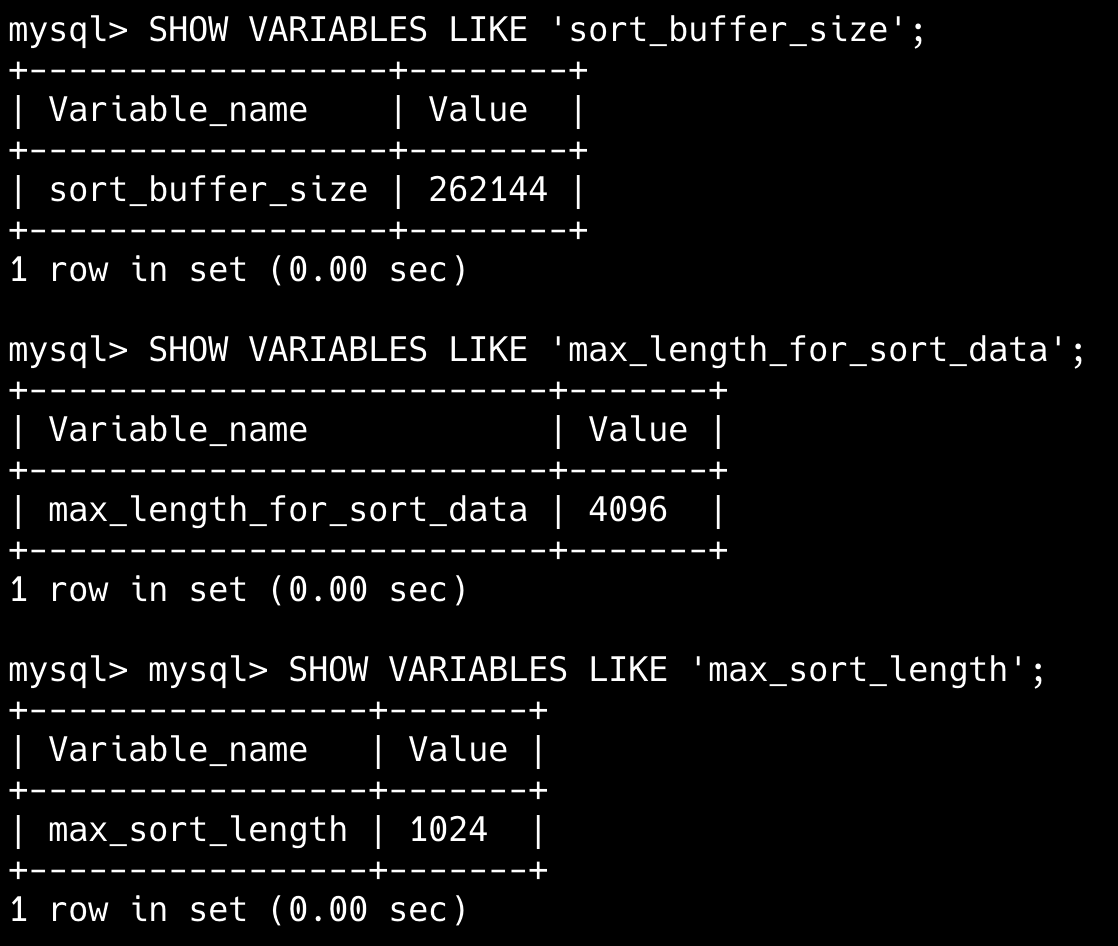 mysql> SHOW VARIABLES LIKE 'sort_buffer_size';
+------------------+--------+
| Variable_name    | Value  |
+------------------+--------+
| sort_buffer_size | 262144 |
+------------------+--------+
1 row in set (0.00 sec)

mysql> SHOW VARIABLES LIKE 'max_length_for_sort_data';
+--------------------------+-------+
| Variable_name            | Value |
+--------------------------+-------+
| max_length_for_sort_data | 4096  |
+--------------------------+-------+
1 row in set (0.00 sec)

mysql> mysql> SHOW VARIABLES LIKE 'max_sort_length';
+-----------------+-------+
| Variable_name   | Value |
+-----------------+-------+
| max_sort_length | 1024  |
+-----------------+-------+
1 row in set (0.00 sec)